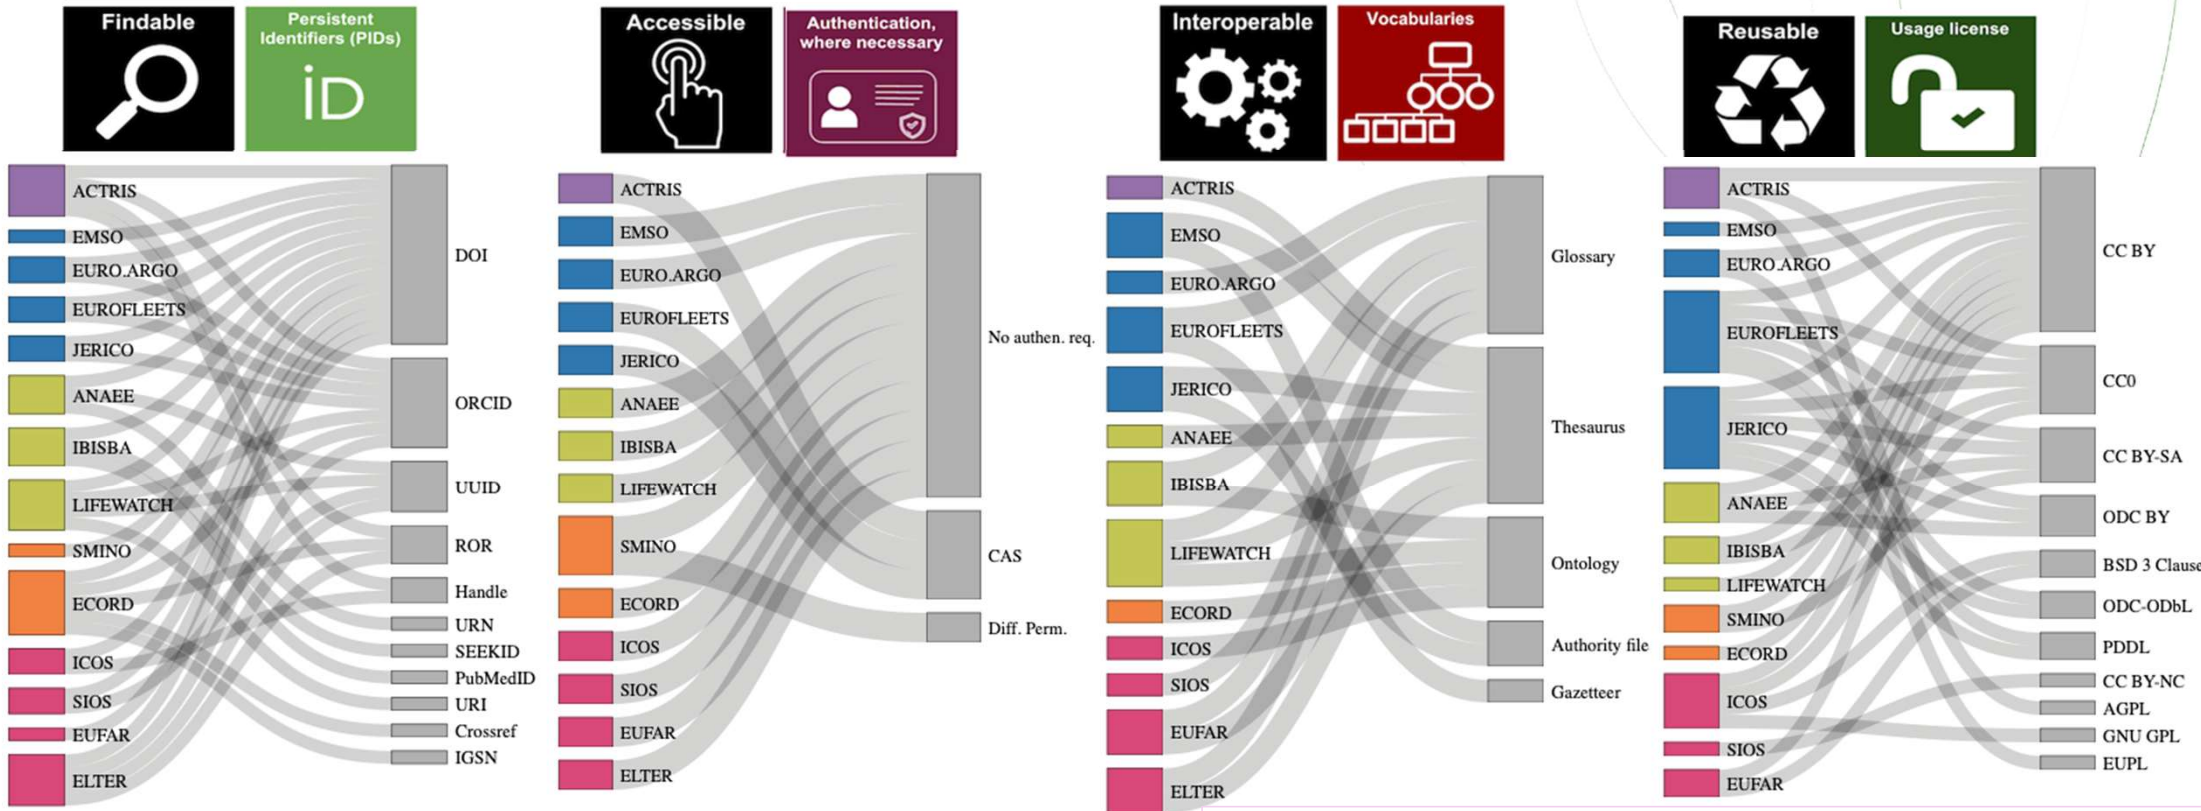 Findable
Persistent
Identifiers (PIDs)
iD
ACTRIS
EMSO
EURO.ARGO
EUROFLEETS
JERICO
ANAEE
IBISBA
LIFEWATCH
SMINO
ECORD
ICOS
SIOS
EUFAR
ELTER
DOI
ORCID
UUID
ROR
Handle
URN
SEEKID
PubMedID
URI
Crossref
IGSN
Accessible
Authentication,
where necessary
ACTRIS
EMSO
EURO.ARGO
EUROFLEETS
JERICO
ANAEE
IBISBA
LIFEWATCH
SMINO
ECORD
ICOS
SIOS
EUFAR
ELTER
No authen. req.
CAS
Diff. Perm.
Interoperable
Vocabularies
ACTRIS
EMSO
EURO.ARGO
EUROFLEETS
JERICO
ANAEE
IBISBA
LIFEWATCH
ECORD
ICOS
SIOS
EUFAR
ELTER
Glossary
Thesaurus
Ontology
Authority file
Gazetteer
Reusable
Usage license
ACTRIS
EMSO
EURO.ARGO
EUROFLEETS
JERICO
ANAEE
IBISBA
LIFEWATCH
SMINO
ECORD
ICOS
SIOS
EUFAR
CC BY
CC0
CC BY-SA
ODC BY
BSD 3 Clause
ODC-ODbL
PDDL
CC BY-NC
AGPL
GNU GPL
EUPL